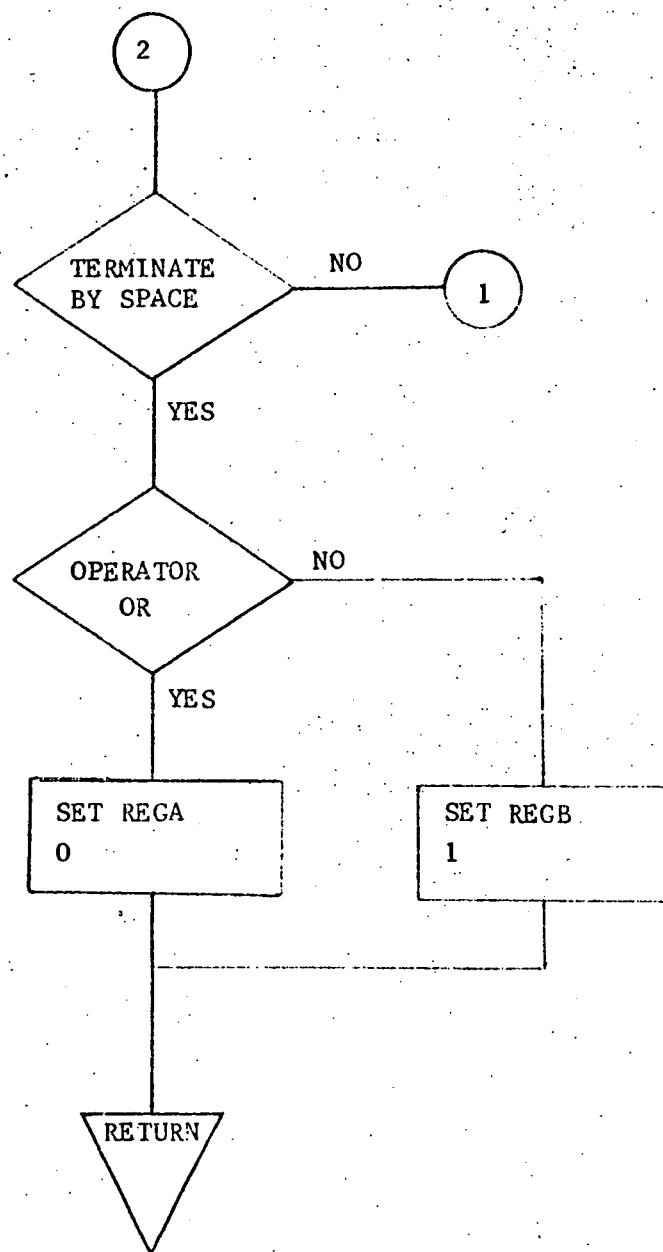 2
TERMINATE
BY SPACE
NO
1
YES
OPERATOR
OR
NO
YES
SET REGA
0
SET REGB
1
RETURN